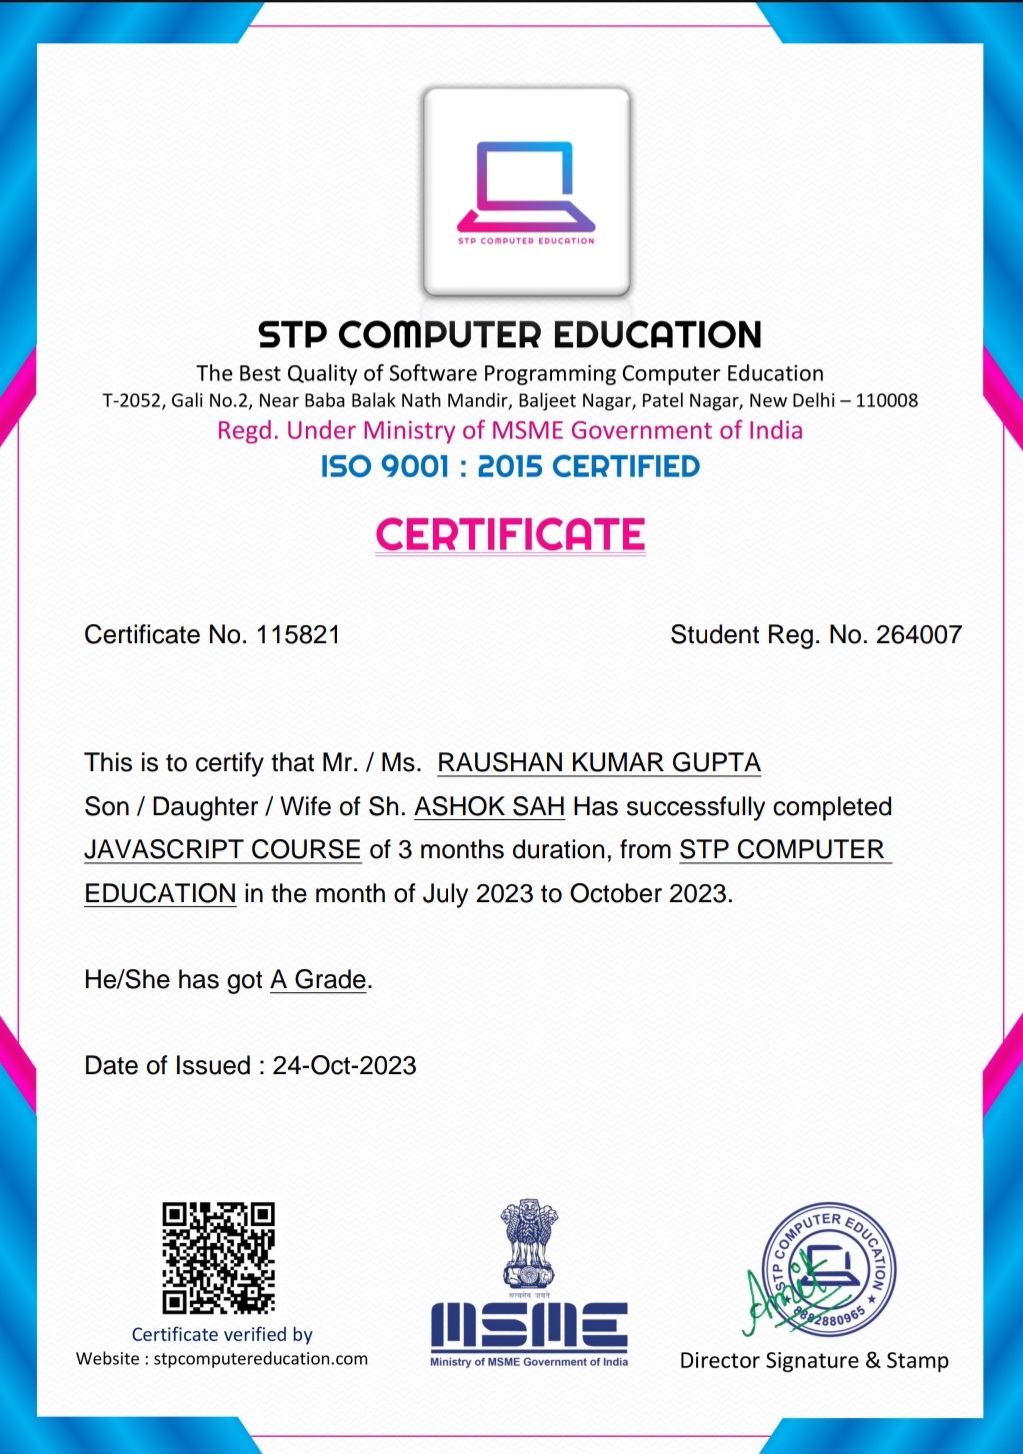 STP COMPUTER EDUCATION
STP COMPUTER EDUCATION
The Best Quality of Software Programming Computer Education
T-2052, Gali No.2, Near Baba Balak Nath Mandir, Baljeet Nagar, Patel Nagar, New Delhi – 110008
Regd. Under Ministry of MSME Government of India
ISO 9001 : 2015 CERTIFIED
CERTIFICATE
Certificate No. 115821
Student Reg. No. 264007
This is to certify that Mr. / Ms. RAUSHAN KUMAR GUPTA
Son / Daughter / Wife of Sh. ASHOK SAH Has successfully completed
JAVASCRIPT COURSE of 3 months duration, from STP COMPUTER
EDUCATION in the month of July 2023 to October 2023.
He/She has got A Grade.
Date of Issued : 24-Oct-2023
Certificate verified by
Website : stpcomputereducation.com
सत्यमेव जयते
MSME
Ministry of MSME Government of India
STP COMPUTER EDUCATION
★ 8882880965 ★
Amit
Director Signature & Stamp